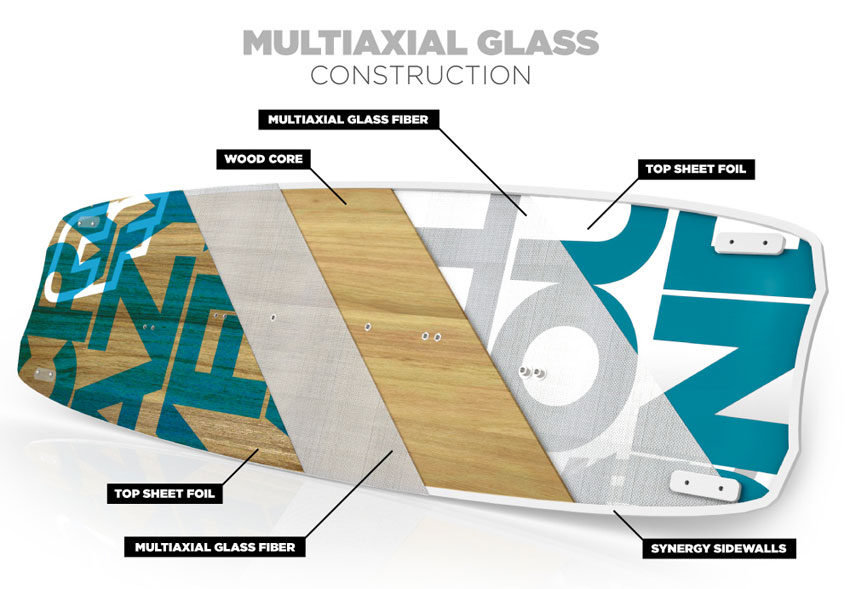 MULTIAXIAL GLASS
CONSTRUCTION
MULTIAXIAL GLASS FIBER
WOOD CORE
TOP SHEET FOIL
TOP SHEET FOIL
MULTIAXIAL GLASS FIBER
SYNERGY SIDEWALLS